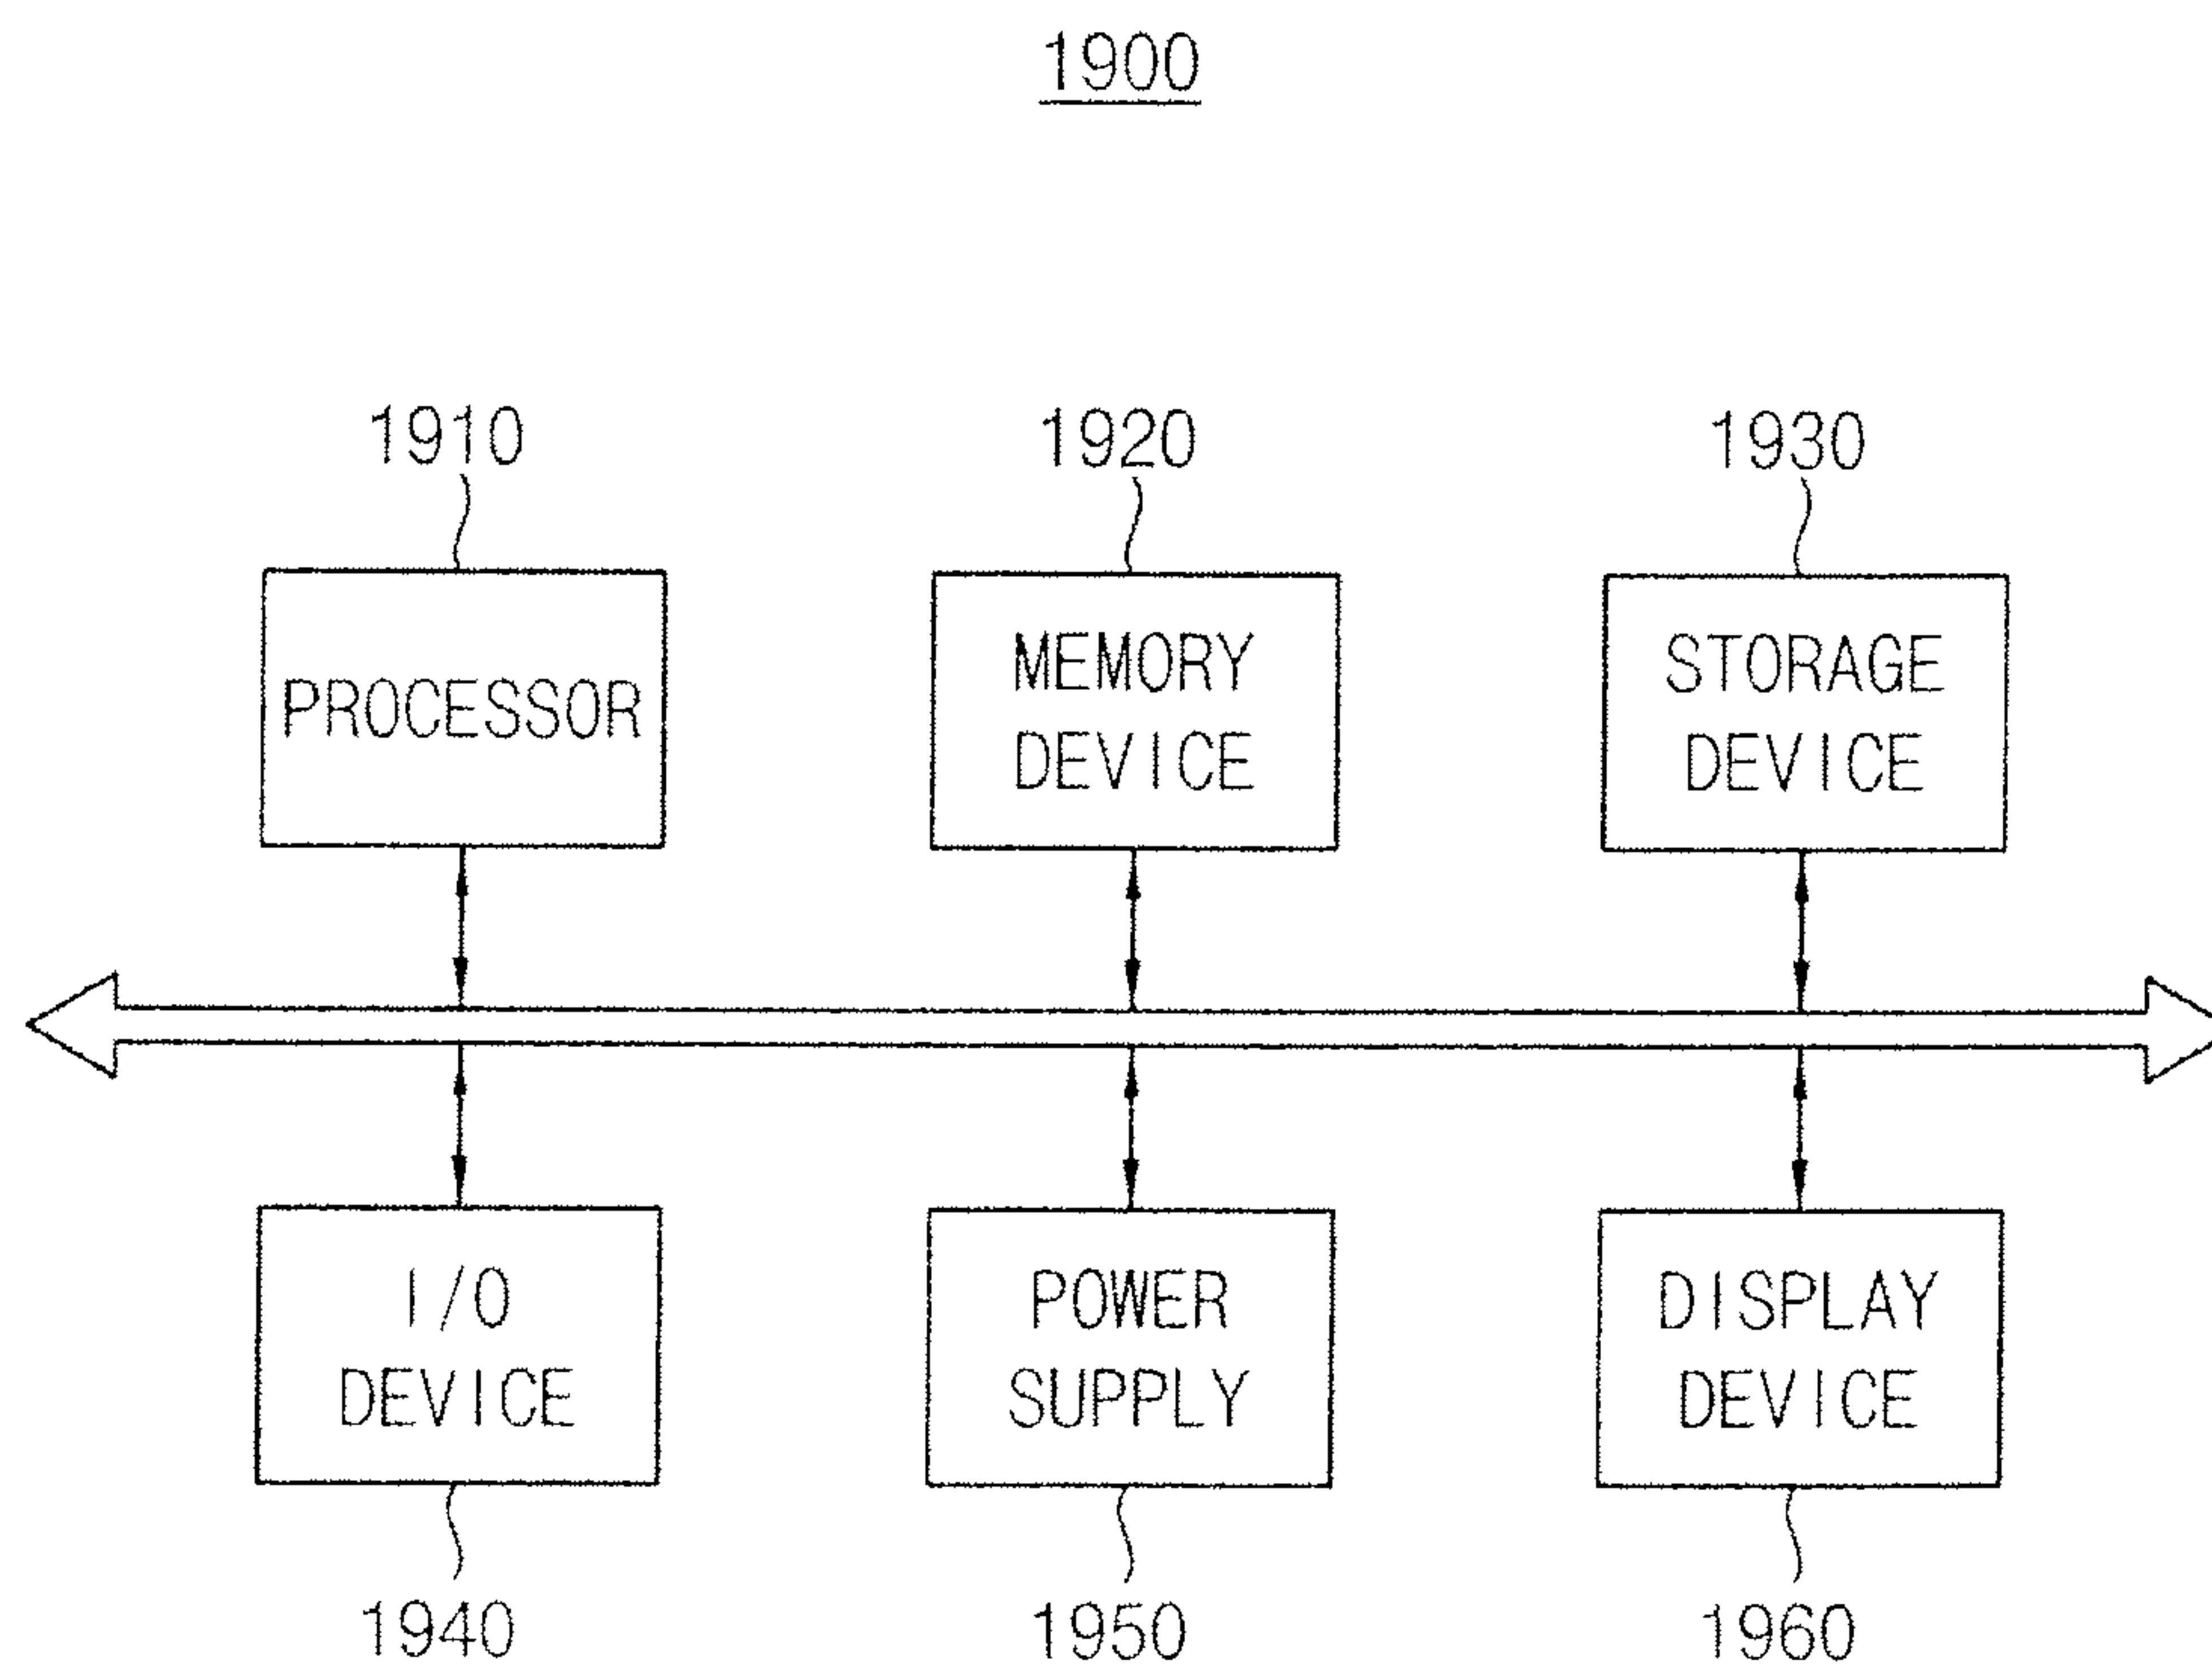 1900
1910
1920
1930
PROCESSOR
MEMORY
DEVICE
STORAGE
DEVICE
I/O
DEVICE
POWER
SUPPLY
DISPLAY
DEVICE
1940
1950
1960